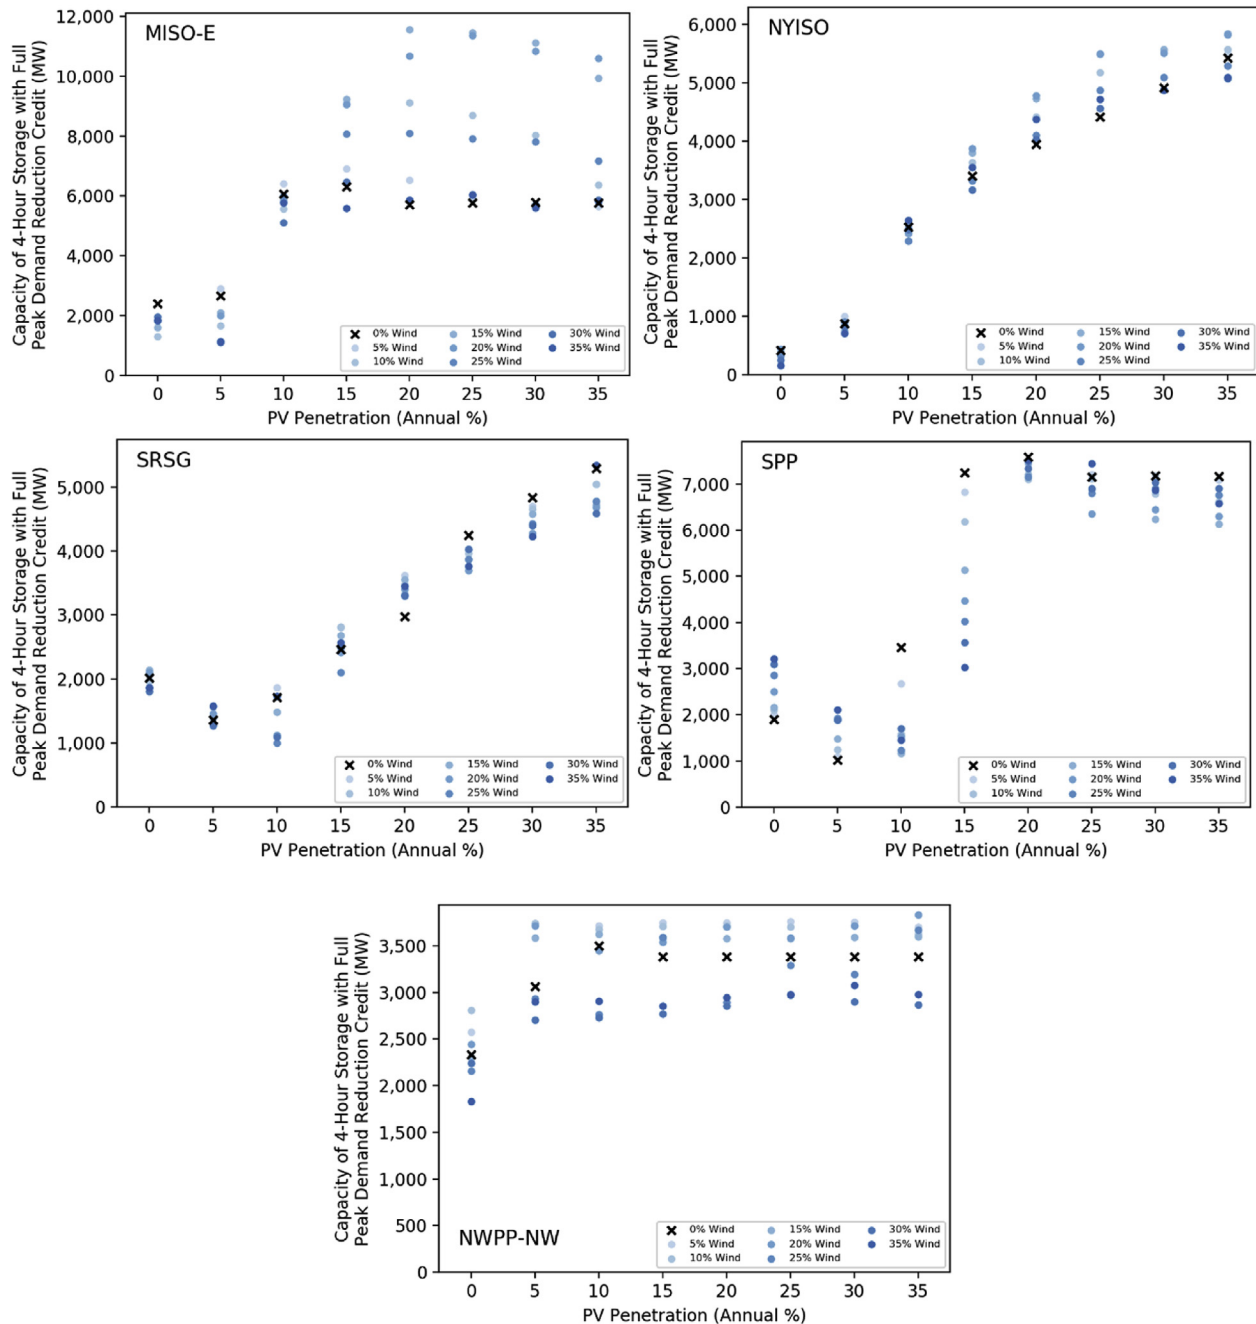 MISO-E
Capacity of 4-Hour Storage with Full
Peak Demand Reduction Credit (MW)
12,000
10,000
8,000
6,000
4,000
2,000
0
0% Wind
5% Wind
10% Wind
15% Wind
20% Wind
25% Wind
30% Wind
35% Wind
0 5 10 15 20 25 30 35
PV Penetration (Annual %)
NYISO
Capacity of 4-Hour Storage with Full
Peak Demand Reduction Credit (MW)
6,000
5,000
4,000
3,000
2,000
1,000
0
0% Wind
5% Wind
10% Wind
15% Wind
20% Wind
25% Wind
30% Wind
35% Wind
0 5 10 15 20 25 30 35
PV Penetration (Annual %)
SRSG
Capacity of 4-Hour Storage with Full
Peak Demand Reduction Credit (MW)
5,000
4,000
3,000
2,000
1,000
0
0% Wind
5% Wind
10% Wind
15% Wind
20% Wind
25% Wind
30% Wind
35% Wind
0 5 10 15 20 25 30 35
PV Penetration (Annual %)
SPP
Capacity of 4-Hour Storage with Full
Peak Demand Reduction Credit (MW)
7,000
6,000
5,000
4,000
3,000
2,000
1,000
0
0% Wind
5% Wind
10% Wind
15% Wind
20% Wind
25% Wind
30% Wind
35% Wind
0 5 10 15 20 25 30 35
PV Penetration (Annual %)
Capacity of 4-Hour Storage with Full
Peak Demand Reduction Credit (MW)
3,500
3,000
2,500
2,000
1,500
1,000
500
0
NWPP-NW
0% Wind
5% Wind
10% Wind
15% Wind
20% Wind
25% Wind
30% Wind
35% Wind
0 5 10 15 20 25 30 35
PV Penetration (Annual %)